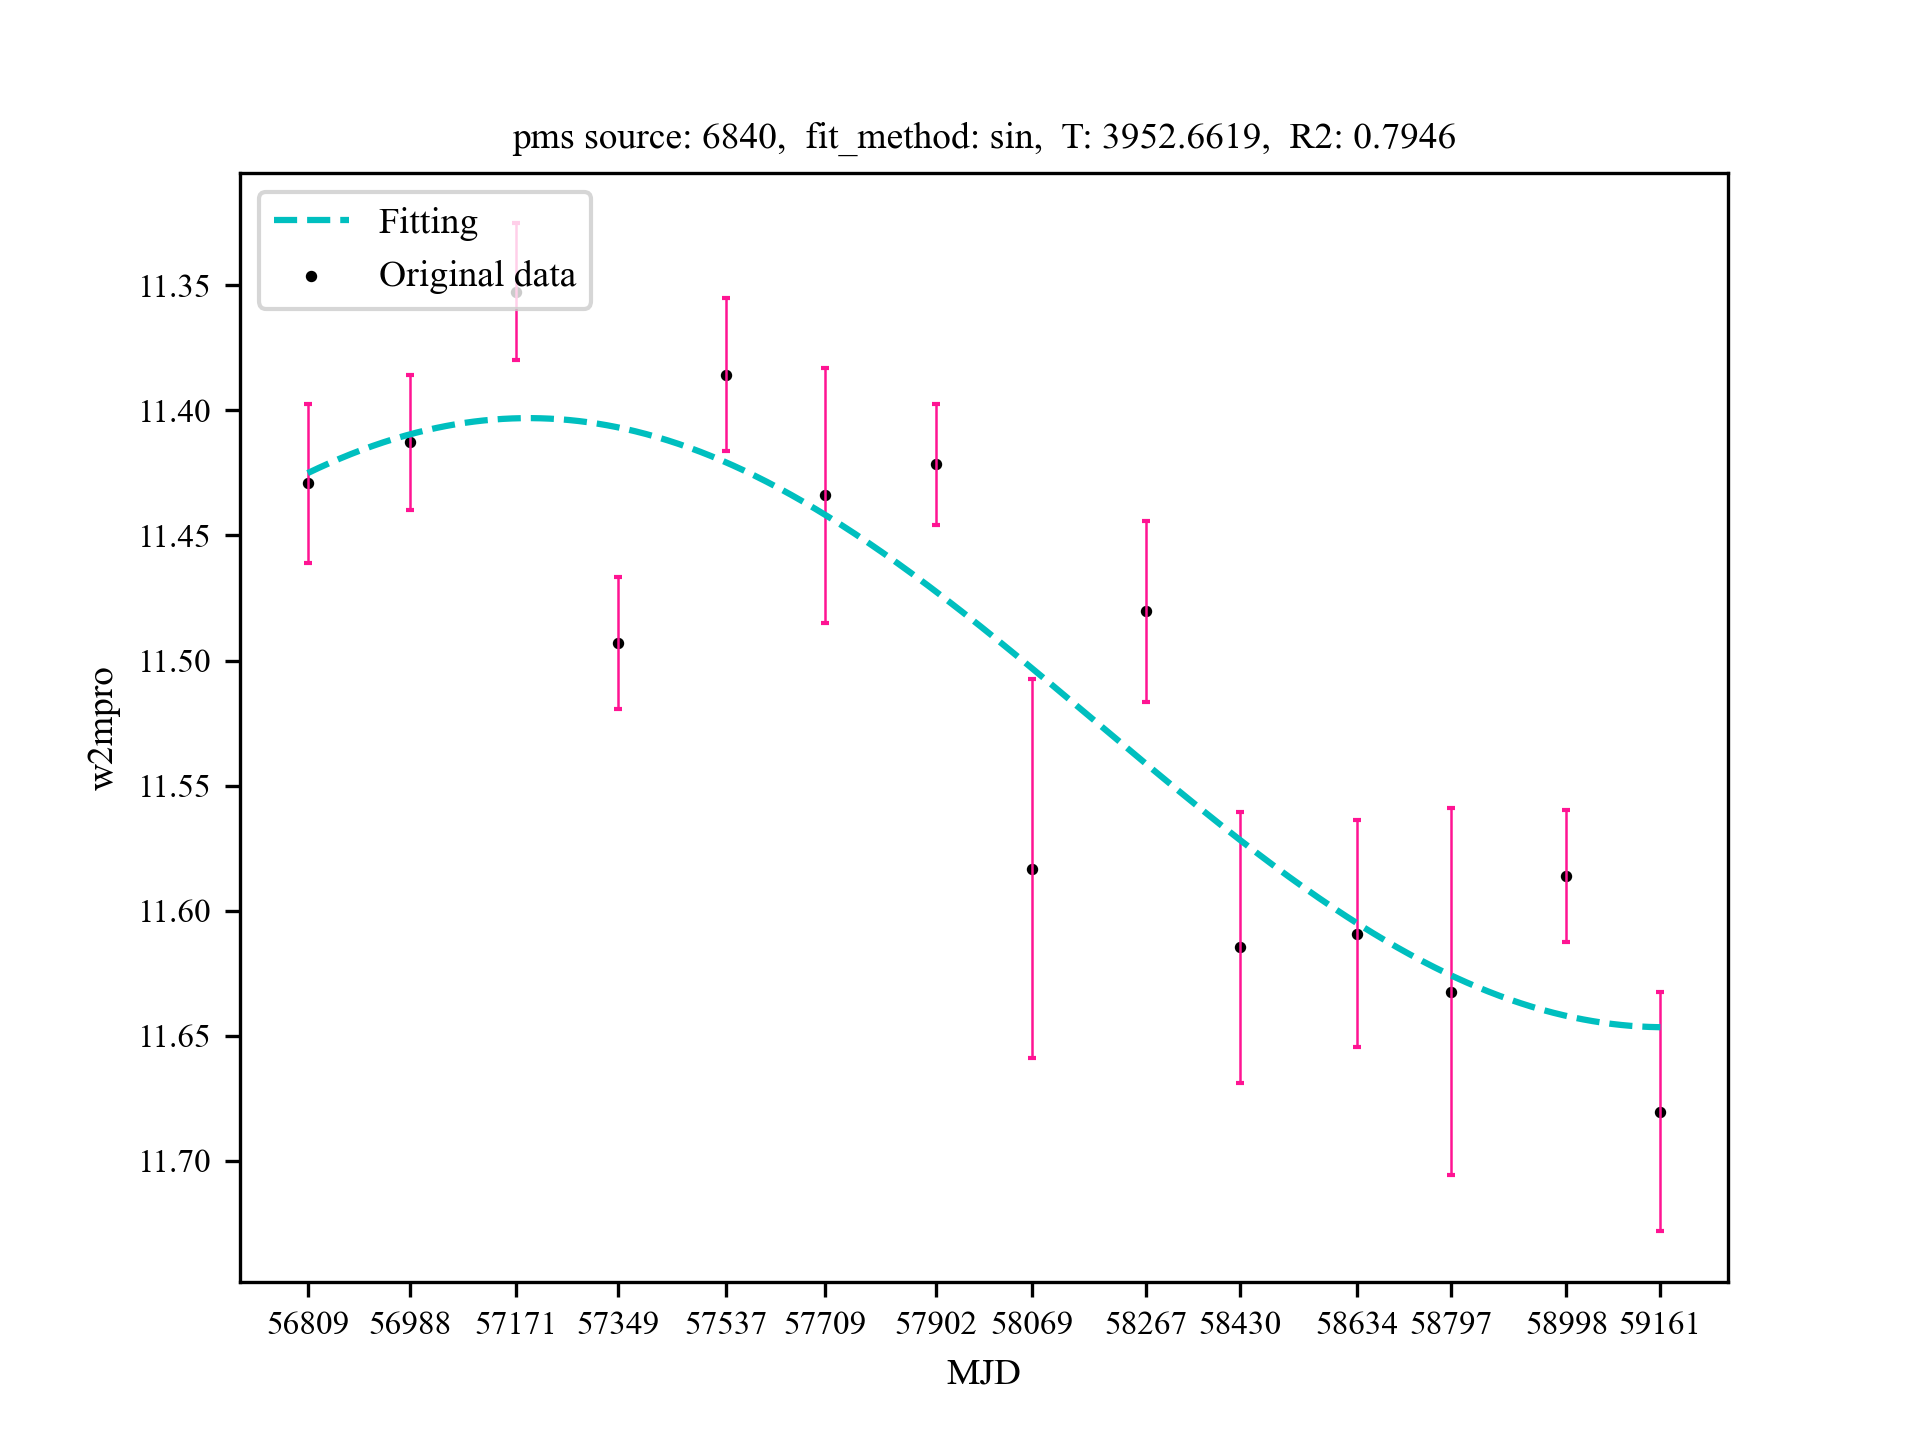 pms source: 6840, fit_method: sin, T: 3952.6619, R2: 0.7946
Fitting
Original data
11.35
11.40
11.45
11.50
11.55
11.60
11.65
11.70
w2mpro
56809 56988 57171 57349 57537 57709 57902 58069 58267 58430 58634 58797 58998 59161
MJD